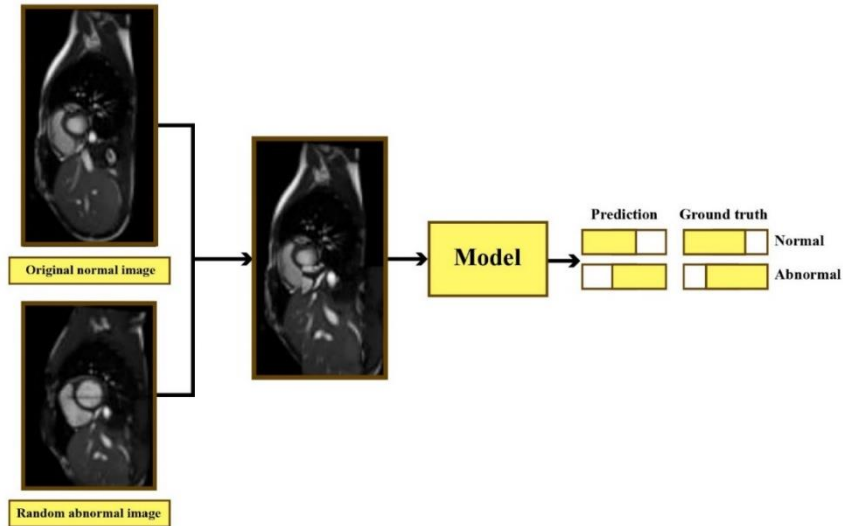 Original normal image
Random abnormal image
Model
Prediction
Ground truth
Normal
Abnormal